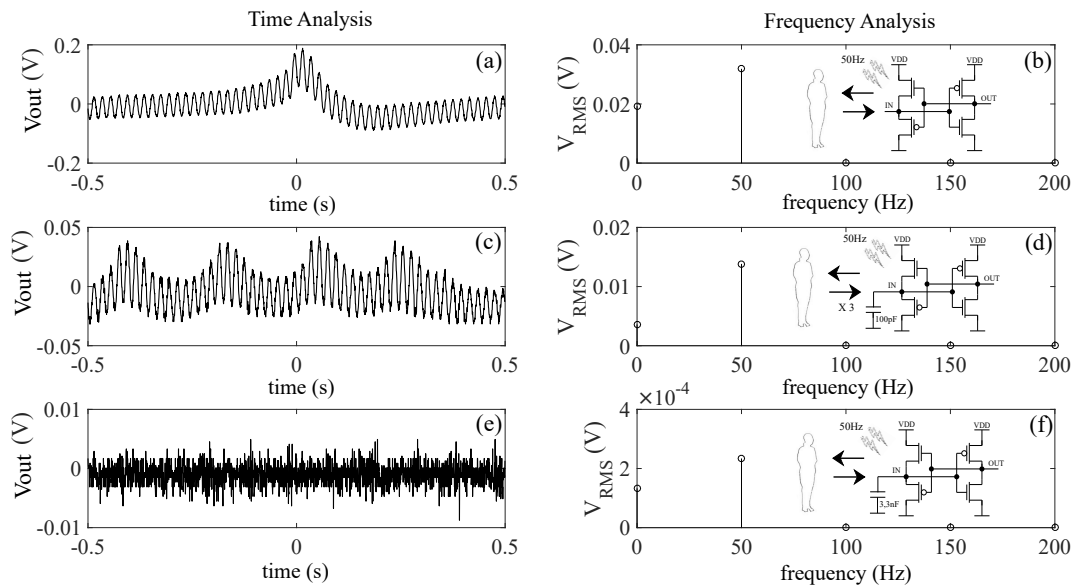 Time Analysis
Frequency Analysis
Vout (V)
0.2
0
-0.2
(a)
-0.5
0
0.5
time (s)
V_RMS (V)
0.04
0.02
0
(b)
50Hz
VDD
VDD
IN
OUT
0
50
100
150
200
frequency (Hz)
Vout (V)
0.05
0
-0.05
(c)
-0.5
0
0.5
time (s)
V_RMS (V)
0.02
0.01
0
(d)
50Hz
VDD
VDD
IN
OUT
X 3
100pF
0
50
100
150
200
frequency (Hz)
Vout (V)
0.01
0
-0.01
(e)
-0.5
0
0.5
time (s)
×10⁻⁴
V_RMS (V)
4
2
0
(f)
50Hz
VDD
VDD
IN
OUT
3,3nF
0
50
100
150
200
frequency (Hz)